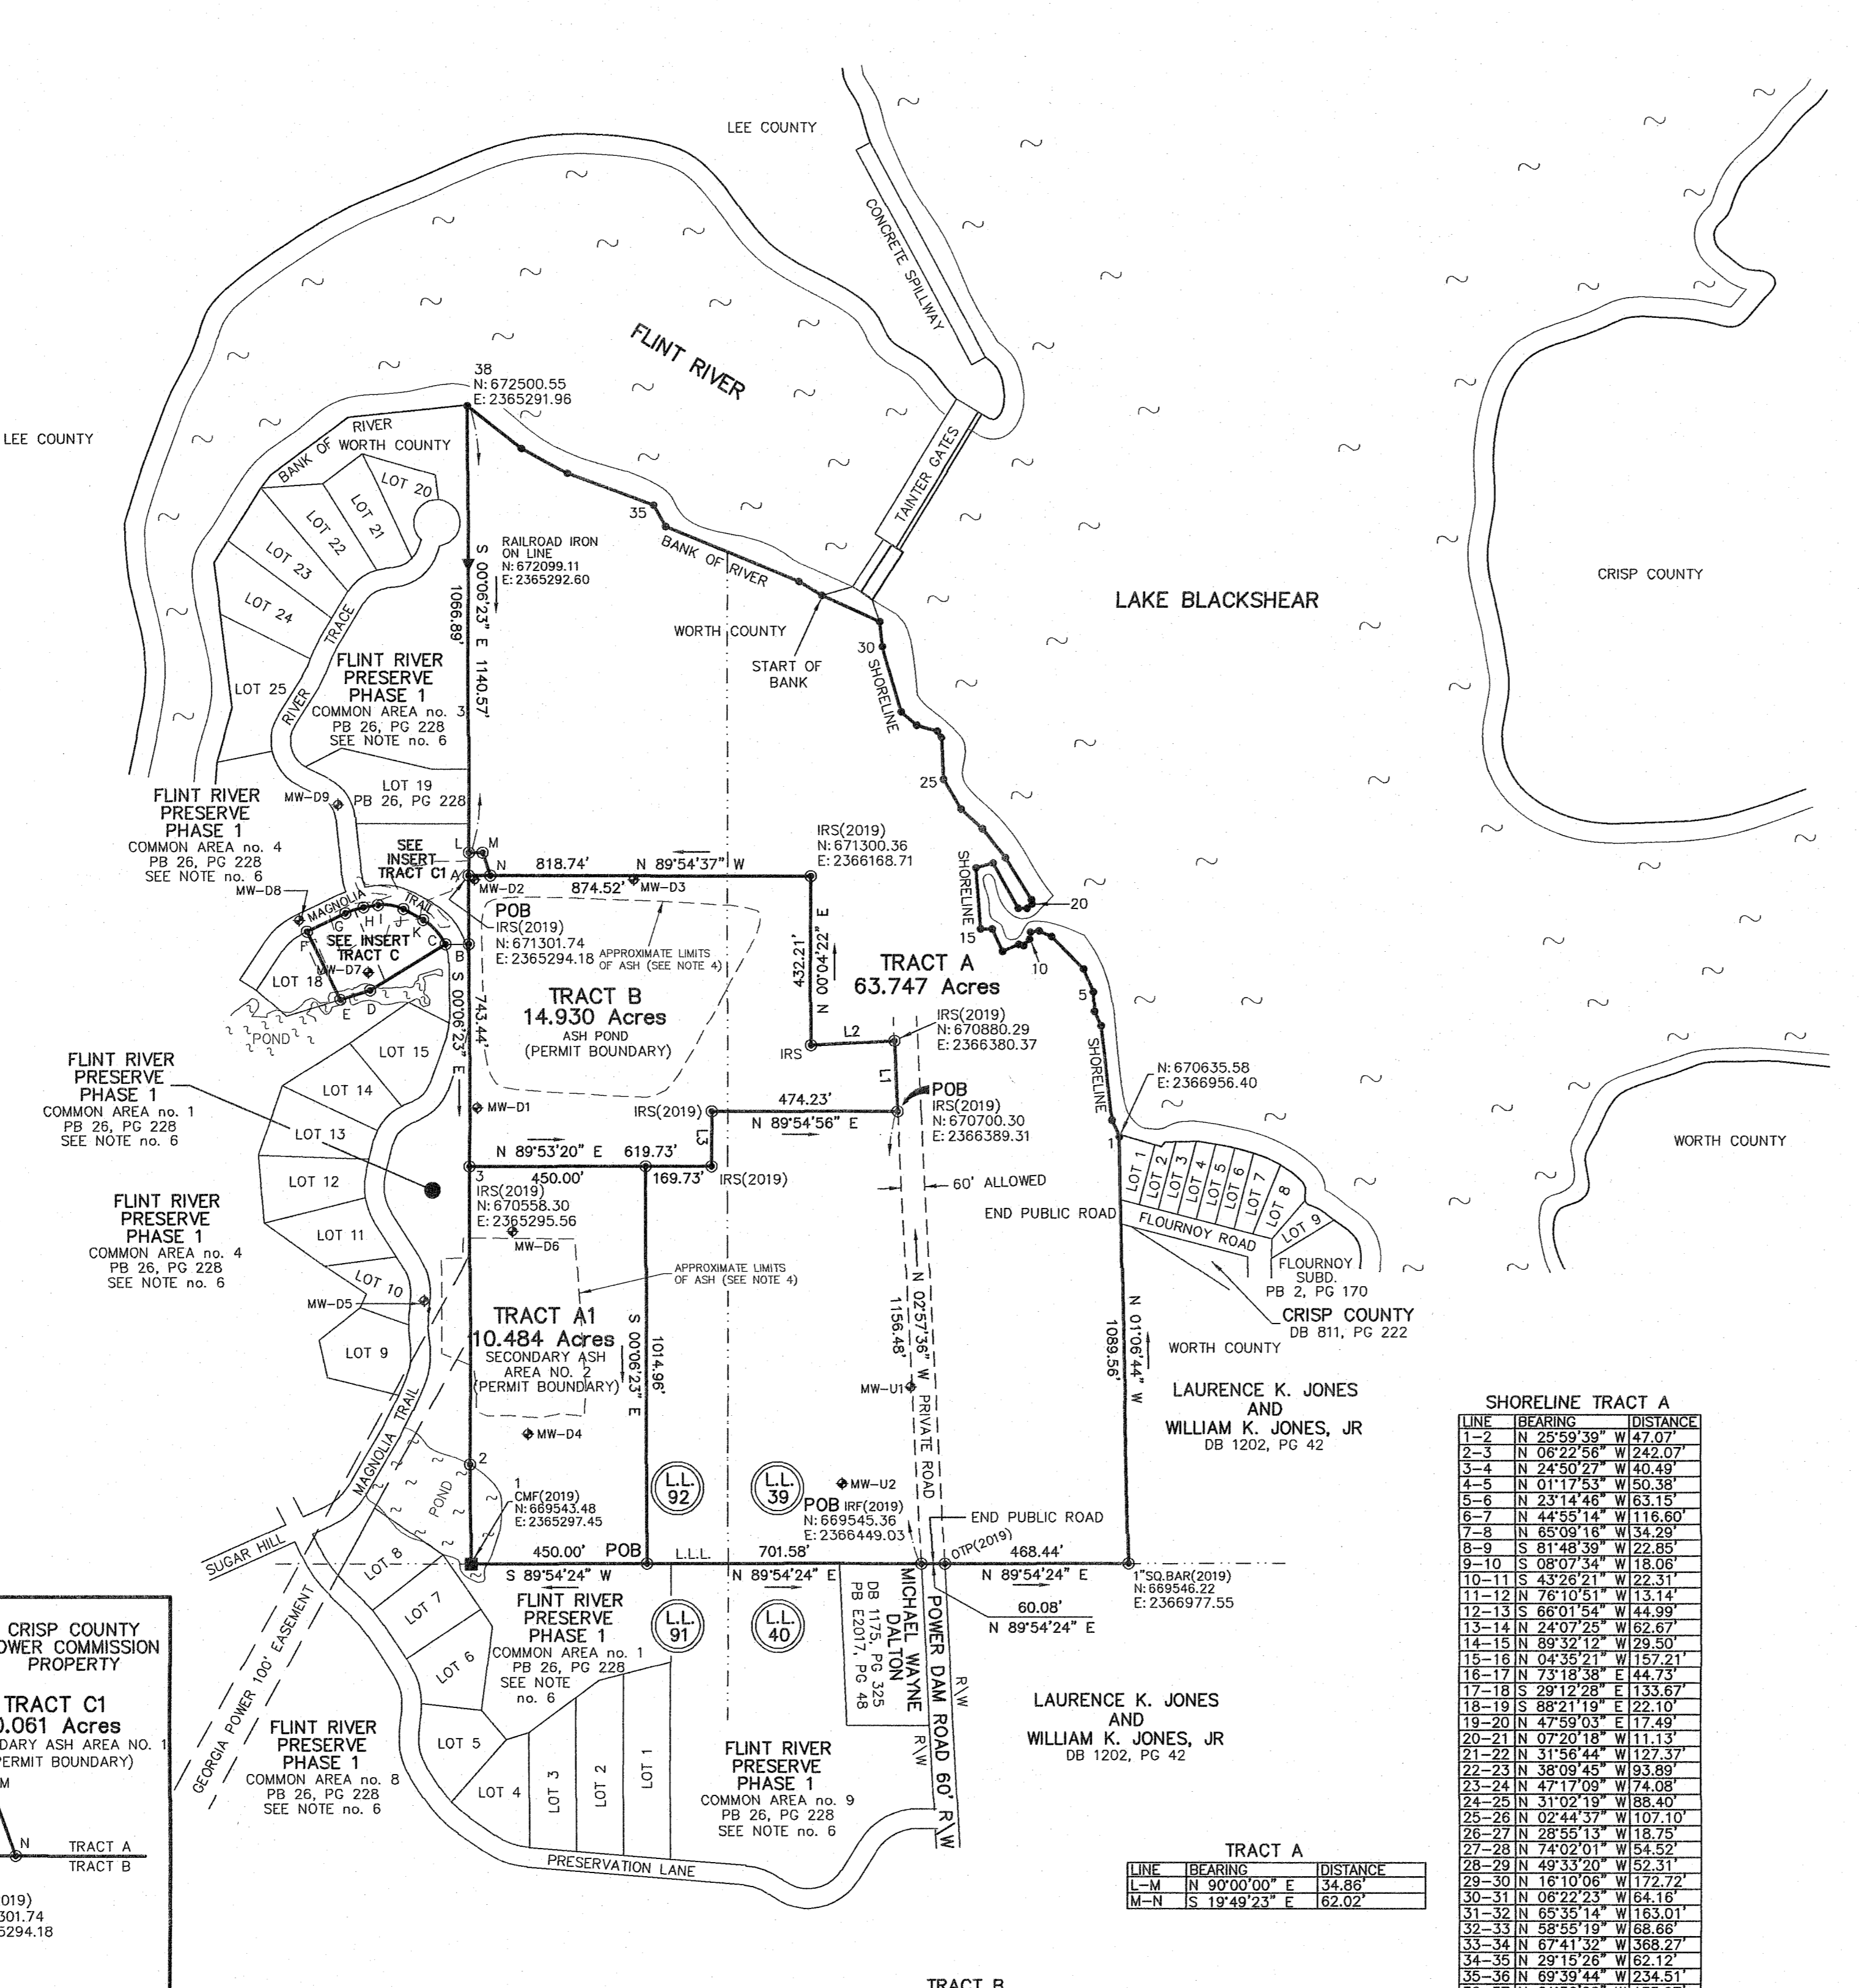 LEE COUNTY
CONCRETE SPILLWAY
FLINT RIVER
38
N: 672500.55
E: 2365291.96
LEE COUNTY
BANK OF RIVER
WORTH COUNTY
LOT 20
LOT 21
LOT 22
LOT 23
LOT 24
LOT 25
RIVER TRACE
35
BANK OF RIVER
TAINTER GATES
RAILROAD IRON
ON LINE
N: 672099.11
E: 2365292.60
S 00°06'23" E 1140.57'
1066.89'
CRISP COUNTY
LAKE BLACKSHEAR
WORTH COUNTY
START OF
BANK
30
SHORELINE
25
FLINT RIVER
PRESERVE
PHASE 1
COMMON AREA no. 3
PB 26, PG 228
SEE NOTE no. 6
LOT 19
PB 26, PG 228
MW-D9
FLINT RIVER
PRESERVE
PHASE 1
COMMON AREA no. 4
PB 26, PG 228
SEE NOTE no. 6
MW-D8
SEE
INSERT
TRACT C1
L
M
N
A
818.74'
N 89°54'37" W
874.52'
MW-D2
MW-D3
IRS(2019)
N: 671300.36
E: 2366168.71
SHORELINE
20
15
10
5
MAGNOLIA TRAIL
F
G
H
I
J
K
C
B
SEE INSERT
TRACT C
MW-D7
LOT 18
E
D
POND
POB
IRS(2019)
N: 671301.74
E: 2365294.18
APPROXIMATE LIMITS
OF ASH (SEE NOTE 4)
432.21'
N 00°04'22" E
TRACT A
63.747 Acres
TRACT B
14.930 Acres
ASH POND
(PERMIT BOUNDARY)
S 00°06'23" E
743.44'
L2
IRS
IRS(2019)
N: 670880.29
E: 2366380.37
L1
SHORELINE
N: 670635.58
E: 2366956.40
POB
IRS(2019)
N: 670700.30
E: 2366389.31
LOT 15
LOT 14
LOT 13
LOT 12
LOT 11
LOT 10
LOT 9
FLINT RIVER
PRESERVE
PHASE 1
COMMON AREA no. 1
PB 26, PG 228
SEE NOTE no. 6
MW-D1
IRS(2019)
474.23'
N 89°54'56" E
L3
N 89°53'20" E 619.73'
450.00'
169.73'
IRS(2019)
3
IRS(2019)
N: 670558.30
E: 2365295.56
MW-D6
60' ALLOWED
1
LOT 1
LOT 2
LOT 3
LOT 4
LOT 5
LOT 6
LOT 7
LOT 8
LOT 9
WORTH COUNTY
END PUBLIC ROAD
FLOURNOY ROAD
FLOURNOY
SUBD.
PB 2, PG 170
CRISP COUNTY
DB 811, PG 222
FLINT RIVER
PRESERVE
PHASE 1
COMMON AREA no. 4
PB 26, PG 228
SEE NOTE no. 6
MW-D5
APPROXIMATE LIMITS
OF ASH (SEE NOTE 4)
TRACT A1
10.484 Acres
SECONDARY ASH
AREA NO. 2
(PERMIT BOUNDARY)
S 00°06'23" E
1014.96'
N 02°57'36" W
1156.48'
PRIVATE ROAD
MW-U1
N 01°06'44" W
1089.56'
WORTH COUNTY
LAURENCE K. JONES
AND
WILLIAM K. JONES, JR
DB 1202, PG 42
MAGNOLIA TRAIL
MW-D4
2
POND
1
CMF(2019)
N: 669543.48
E: 2365297.45
L.L.
92
L.L.
39
MW-U2
POB IRF(2019)
N: 669545.36
E: 2366449.03
END PUBLIC ROAD
OTP(2019)
SUGAR HILL
450.00'
POB
L.L.L.
701.58'
468.44'
S 89°54'24" W
N 89°54'24" E
N 89°54'24" E
1"SQ.BAR(2019)
N: 669546.22
E: 2366977.55
60.08'
N 89°54'24" E
LOT 8
LOT 7
LOT 6
LOT 5
LOT 4
LOT 3
LOT 2
LOT 1
FLINT RIVER
PRESERVE
PHASE 1
COMMON AREA no. 1
PB 26, PG 228
SEE NOTE
no. 6
L.L.
91
L.L.
40
MICHAEL WAYNE
DALTON
DB 1175, PG 325
PB E2017, PG 48
POWER DAM ROAD 60' R\W
R\W
R\W
LAURENCE K. JONES
AND
WILLIAM K. JONES, JR
DB 1202, PG 42
GEORGIA POWER 100' EASEMENT
FLINT RIVER
PRESERVE
PHASE 1
COMMON AREA no. 8
PB 26, PG 228
SEE NOTE no. 6
FLINT RIVER
PRESERVE
PHASE 1
COMMON AREA no. 9
PB 26, PG 228
SEE NOTE no. 6
PRESERVATION LANE
CRISP COUNTY
OWER COMMISSION
PROPERTY
TRACT C1
0.061 Acres
DARY ASH AREA NO. 1
PERMIT BOUNDARY)
M
N
TRACT A
TRACT B
019)
301.74
5294.18
TRACT A
LINE BEARING DISTANCE
L-M N 90°00'00" E 34.86'
M-N S 19°49'23" E 62.02'
TRACT B
SHORELINE TRACT A
LINE BEARING DISTANCE
1-2 N 25°59'39" W 47.07'
2-3 N 06°22'56" W 242.07'
3-4 N 24°50'27" W 40.49'
4-5 N 01°17'53" W 50.38'
5-6 N 23°14'46" W 63.15'
6-7 N 44°55'14" W 116.60'
7-8 N 65°09'16" W 34.29'
8-9 S 81°48'39" W 22.85'
9-10 S 08°07'34" W 18.06'
10-11 S 43°26'21" W 22.31'
11-12 N 76°10'51" W 13.14'
12-13 S 66°01'54" W 44.99'
13-14 N 24°07'25" W 62.67'
14-15 N 89°32'12" W 29.50'
15-16 N 04°35'21" W 157.21'
16-17 N 73°18'38" E 44.73'
17-18 S 29°12'28" E 133.67'
18-19 S 88°21'19" E 22.10'
19-20 N 47°59'03" E 17.49'
20-21 N 07°20'18" W 11.13'
21-22 N 31°56'44" W 127.37'
22-23 N 38°09'45" W 93.89'
23-24 N 47°17'09" W 74.08'
24-25 N 31°02'19" W 88.40'
25-26 N 02°44'37" W 107.10'
26-27 N 28°55'13" W 18.75'
27-28 N 74°02'01" W 54.52'
28-29 N 49°33'20" W 52.31'
29-30 N 16°10'06" W 172.72'
30-31 N 06°22'23" W 64.16'
31-32 N 65°35'14" W 163.01'
32-33 N 58°55'19" W 68.66'
33-34 N 67°41'32" W 368.27'
34-35 N 29°15'26" W 62.12'
35-36 N 69°39'44" W 234.51'